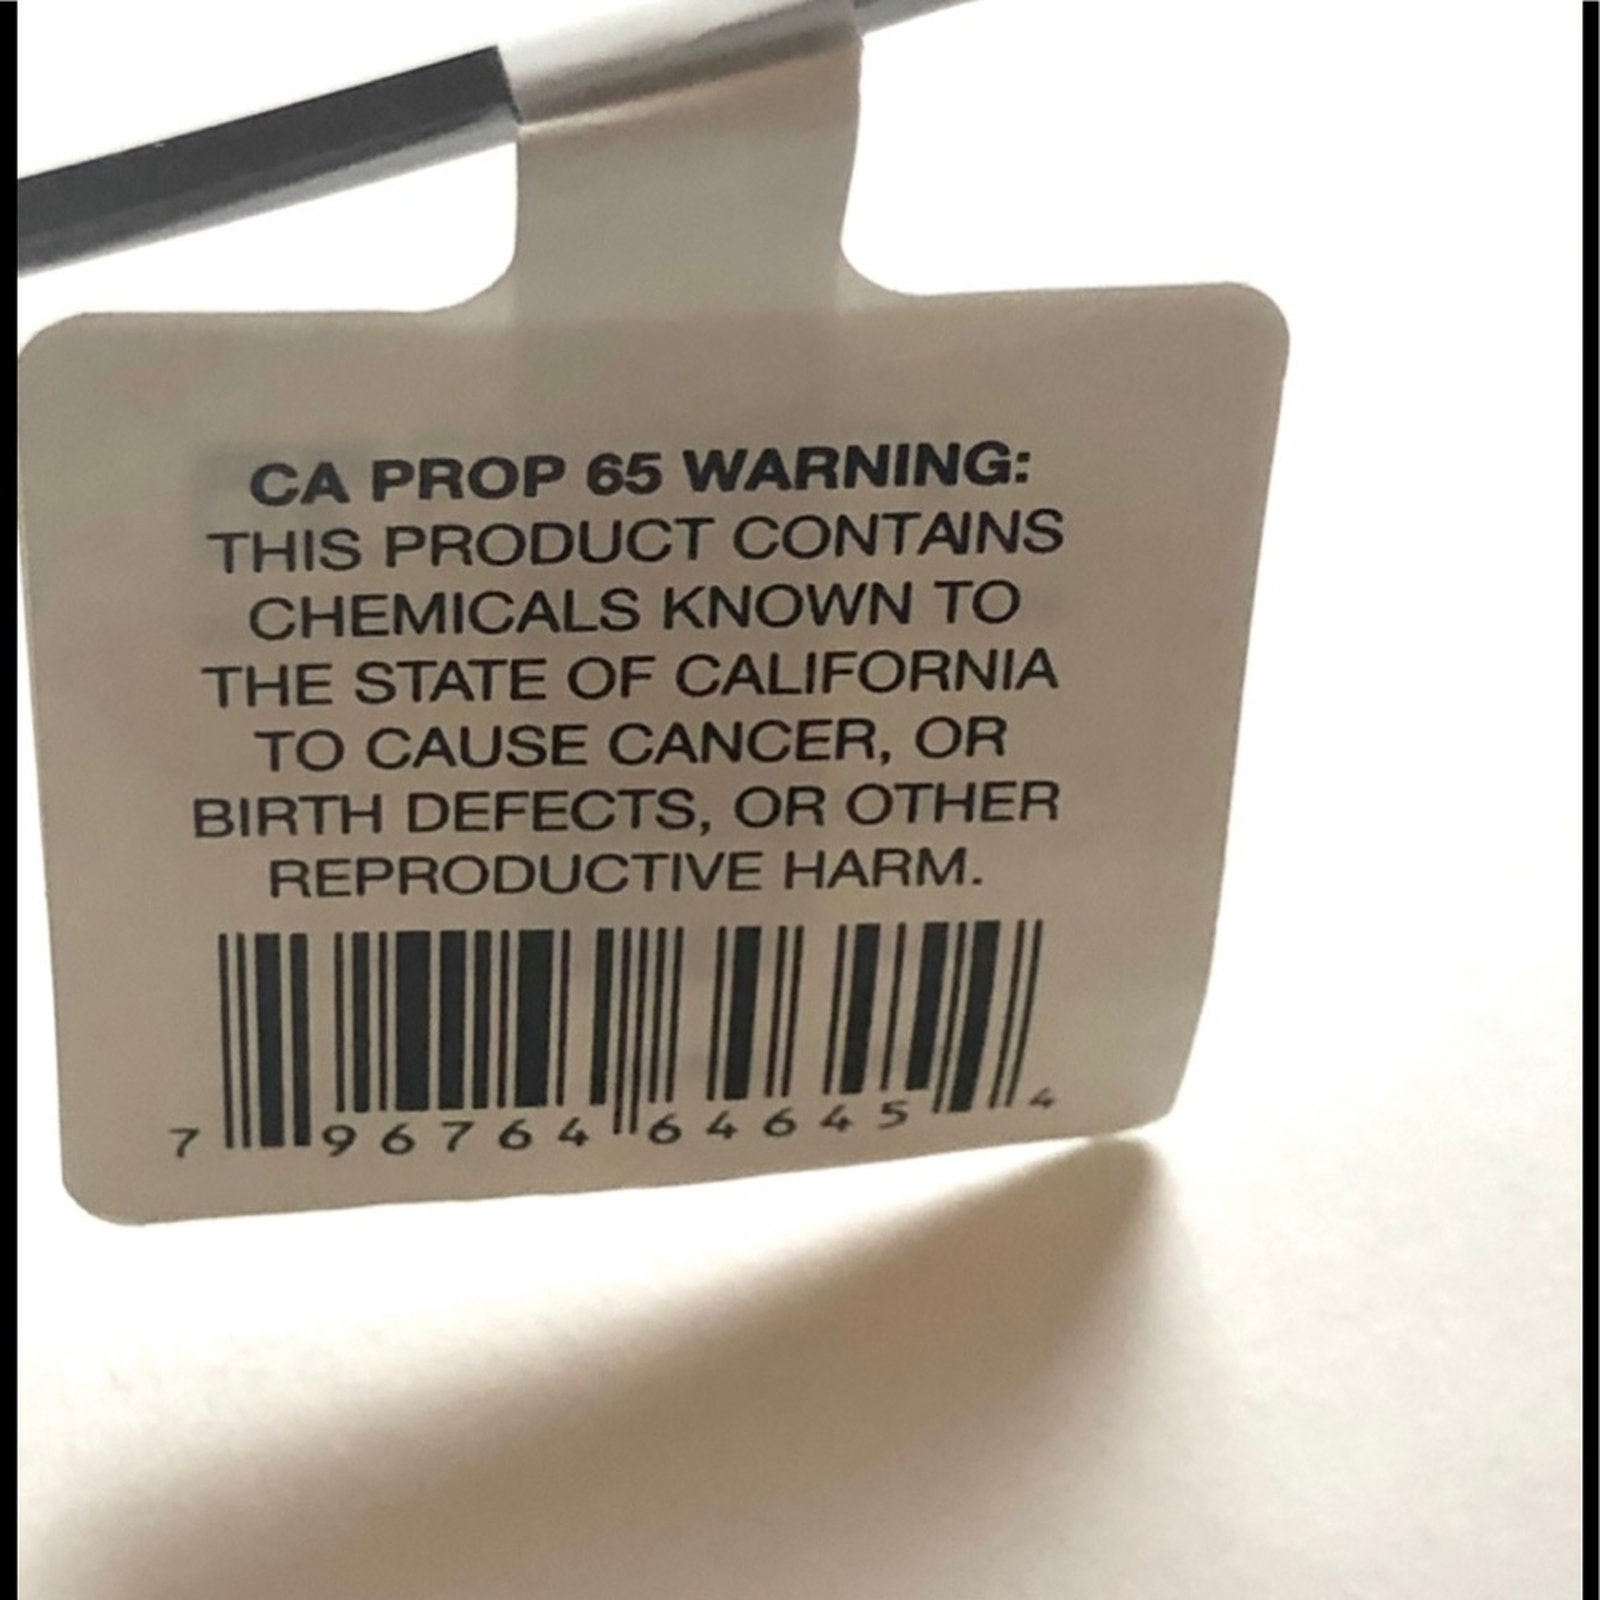 CA PROP 65 WARNING:
THIS PRODUCT CONTAINS
CHEMICALS KNOWN TO
THE STATE OF CALIFORNIA
TO CAUSE CANCER, OR
BIRTH DEFECTS, OR OTHER
REPRODUCTIVE HARM.
7 96764 64645 4